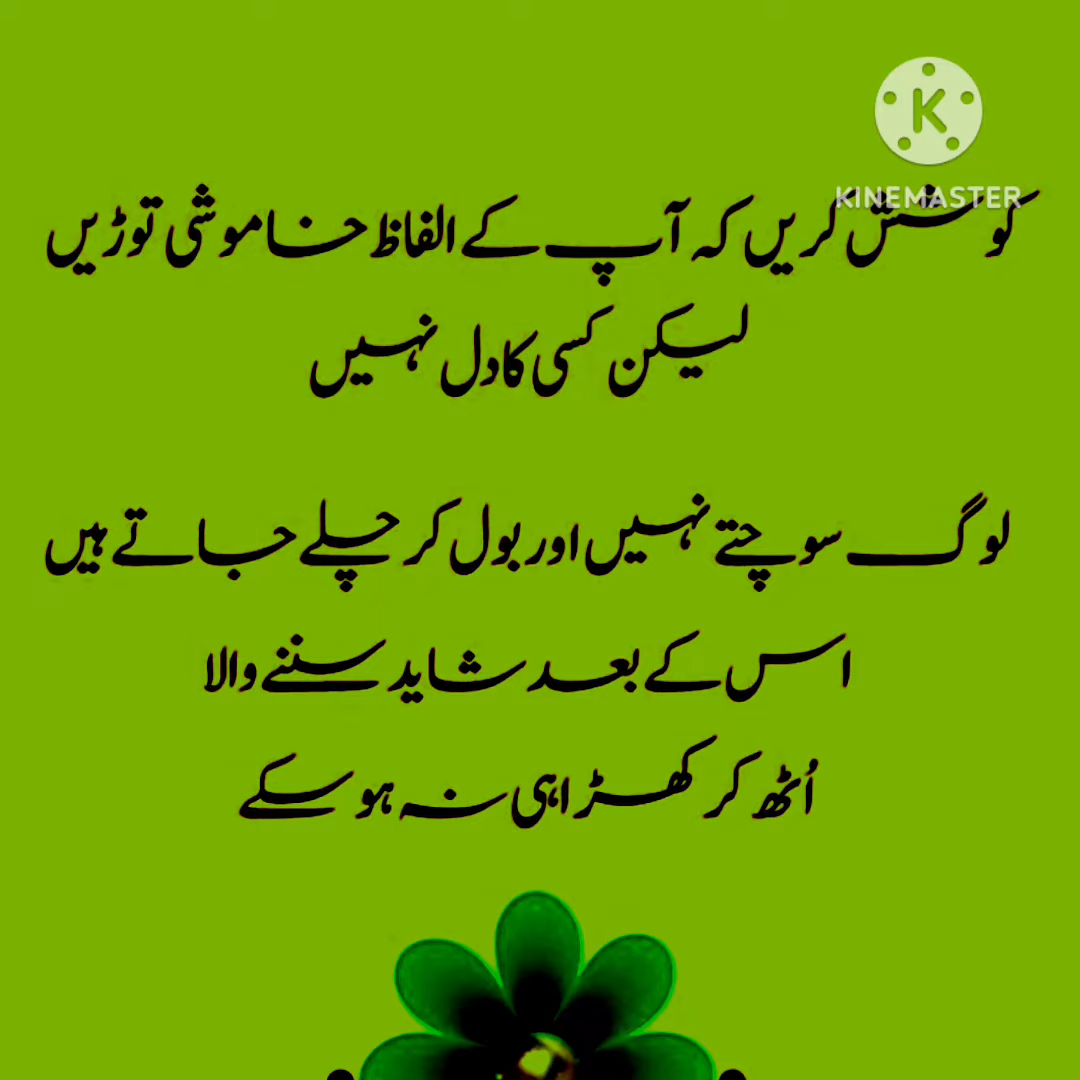 KINEMASTER
کوشش کریں کہ آپ کے الفاظ خاموشی توڑیں
لیکن کسی کا دل نہیں
لوگ سوچتے نہیں اور بول کر چلے جاتے ہیں
اس کے بعد شاید سننے والا
اُٹھ کر کھڑا ہی نہ ہو سکے